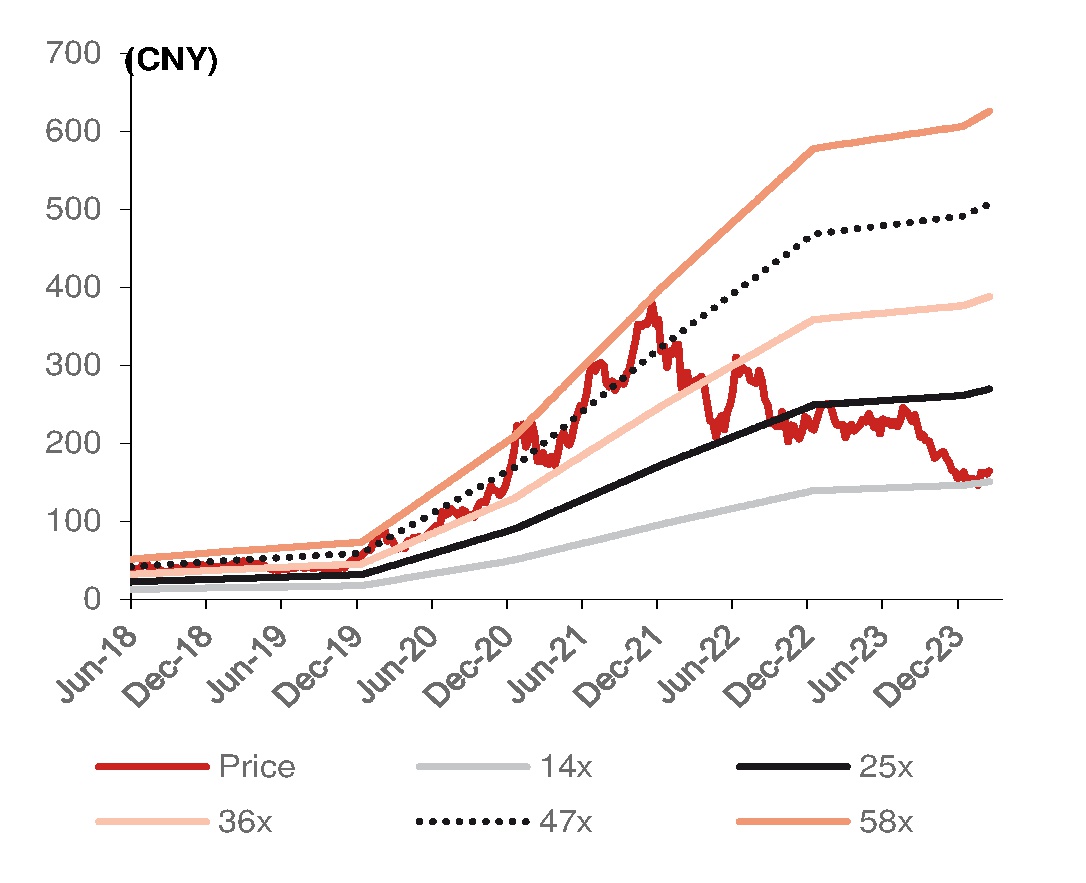 (CNY)
700
600
500
400
300
200
100
0
Jun-18 Dec-18 Jun-19 Dec-19 Jun-20 Dec-20 Jun-21 Dec-21 Jun-22 Dec-22 Jun-23 Dec-23
Price 14x 25x
36x 47x 58x